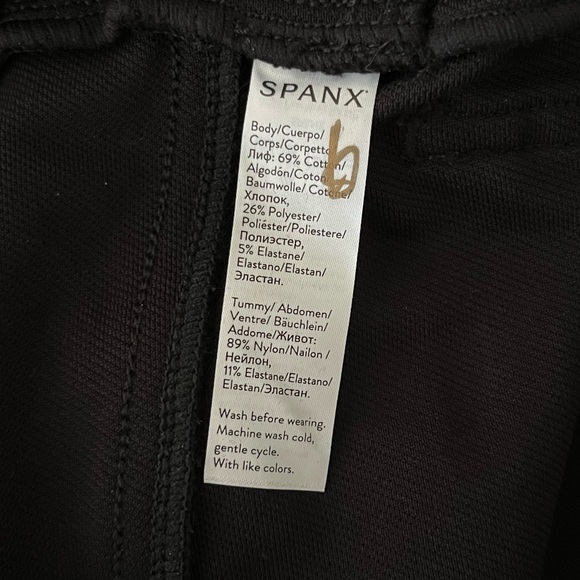 SPANX®
Body/Cuerpo/
Corps/Corpetto
Лиф: 69% Cotton/
Algodón/Coton/
Baumwolle/ Cotone/
Хлопок,
26% Polyester/
Poliéster/Poliestere/
Полиэстер,
5% Elastane/
Elastano/Elastan/
Эластан.
Tummy/ Abdomen/
Ventre/ Bäuchlein/
Addome/Живот:
89% Nylon/Nailon /
Нейлон,
11% Elastane/Elastano/
Elastan/Эластан.
Wash before wearing.
Machine wash cold,
gentle cycle.
With like colors.